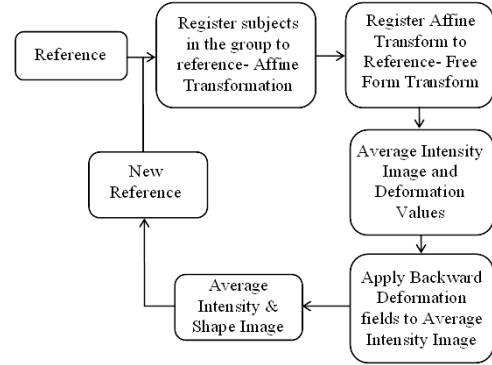 Reference
Register subjects
in the group to
reference- Affine
Transformation
Register Affine
Transform to
Reference- Free
Form Transform
Average Intensity
Image and
Deformation
Values
Apply Backward
Deformation
fields to Average
Intensity Image
Average
Intensity &
Shape Image
New
Reference